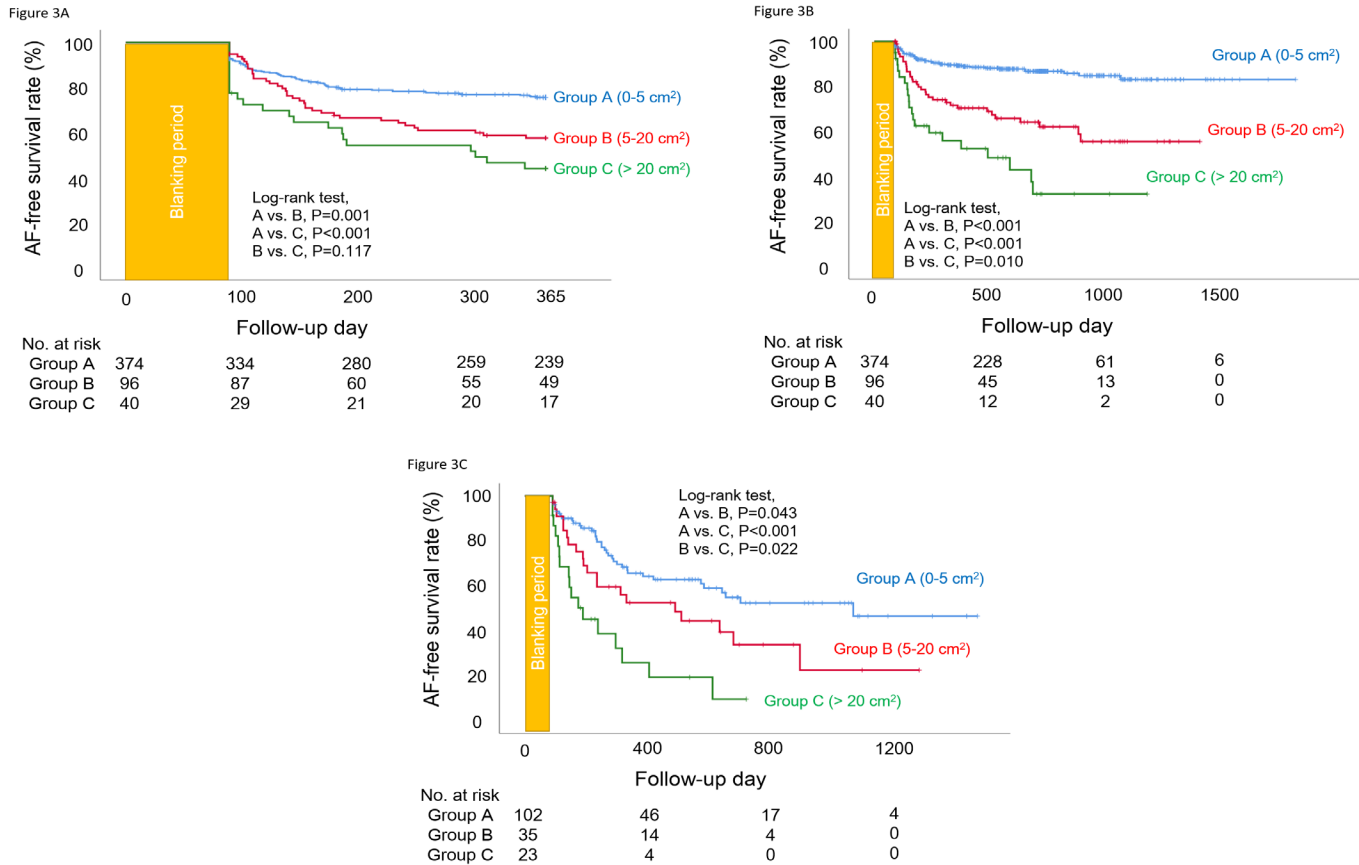 Figure 3A
AF-free survival rate (%)
100
80
60
40
20
0
Blanking period
Group A (0-5 cm²)
Group B (5-20 cm²)
Group C (> 20 cm²)
Log-rank test,
A vs. B, P=0.001
A vs. C, P<0.001
B vs. C, P=0.117
0 100 200 300 365
Follow-up day
No. at risk
Group A 374 334 280 259 239
Group B 96 87 60 55 49
Group C 40 29 21 20 17
Figure 3B
AF-free survival rate (%)
100
80
60
40
20
0
Blanking period
Group A (0-5 cm²)
Group B (5-20 cm²)
Group C (> 20 cm²)
Log-rank test,
A vs. B, P<0.001
A vs. C, P<0.001
B vs. C, P=0.010
0 500 1000 1500
Follow-up day
No. at risk
Group A 374 228 61 6
Group B 96 45 13 0
Group C 40 12 2 0
Figure 3C
AF-free survival rate (%)
100
80
60
40
20
0
Blanking period
Log-rank test,
A vs. B, P=0.043
A vs. C, P<0.001
B vs. C, P=0.022
Group A (0-5 cm²)
Group B (5-20 cm²)
Group C (> 20 cm²)
0 400 800 1200
Follow-up day
No. at risk
Group A 102 46 17 4
Group B 35 14 4 0
Group C 23 4 0 0